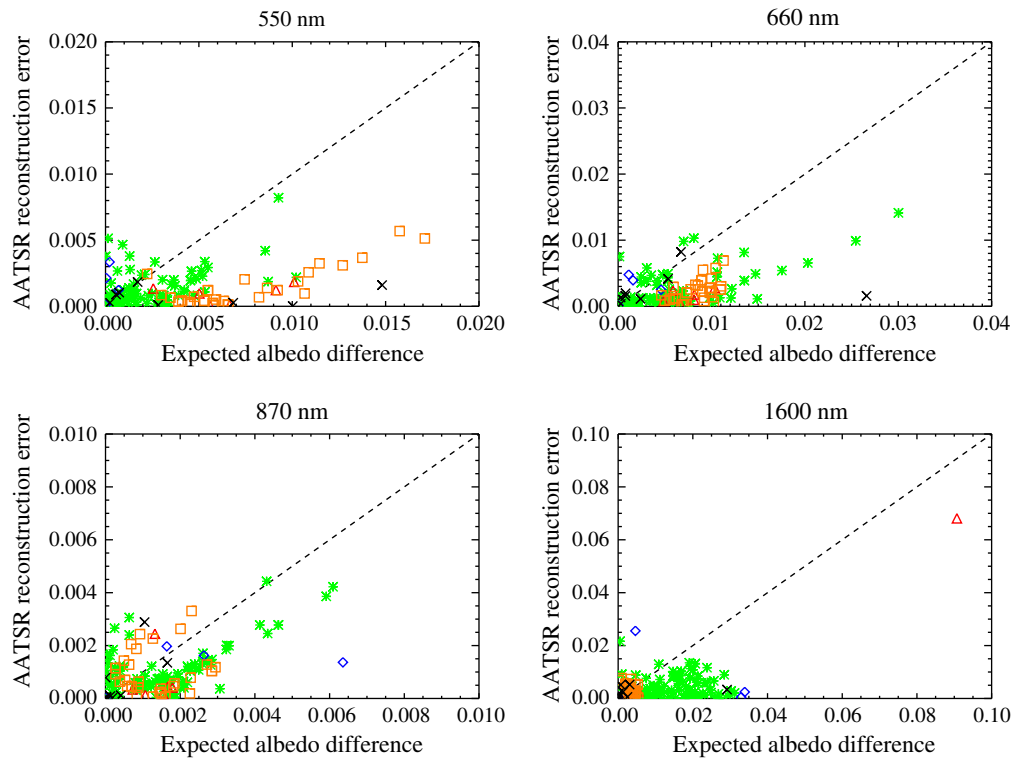 550 nm
AATSR reconstruction error
0.020
0.015
0.010
0.005
0.000
0.000 0.005 0.010 0.015 0.020
Expected albedo difference
660 nm
AATSR reconstruction error
0.04
0.03
0.02
0.01
0.00
0.00 0.01 0.02 0.03 0.04
Expected albedo difference
870 nm
AATSR reconstruction error
0.010
0.008
0.006
0.004
0.002
0.000
0.000 0.002 0.004 0.006 0.008 0.010
Expected albedo difference
1600 nm
AATSR reconstruction error
0.10
0.08
0.06
0.04
0.02
0.00
0.00 0.02 0.04 0.06 0.08 0.10
Expected albedo difference